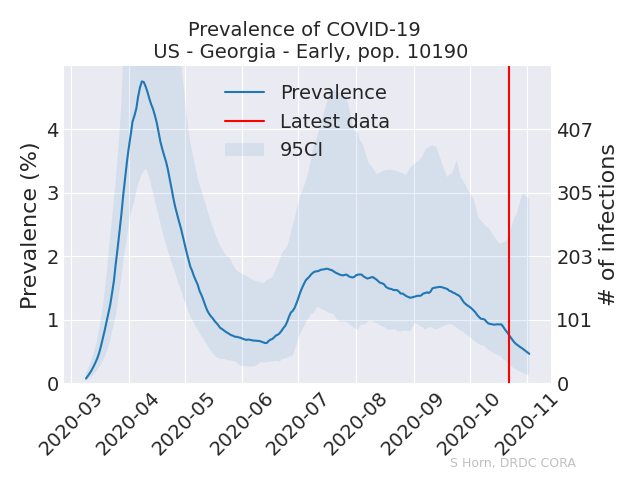 Prevalence of COVID-19
US - Georgia - Early, pop. 10190
Prevalence
Latest data
95CI
Prevalence (%)
4
3
2
1
0
407
305
203
101
0
# of infections
2020-03
2020-04
2020-05
2020-06
2020-07
2020-08
2020-09
2020-10
2020-11
S Horn, DRDC CORA